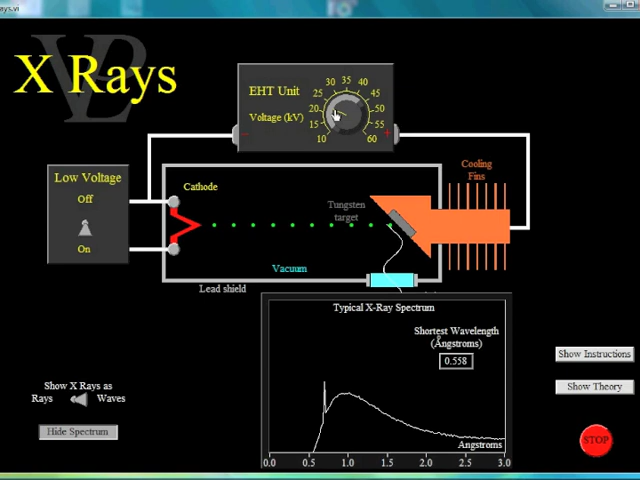 ays.vi
X Rays
EHT Unit
Voltage (kV)
10
15
20
25
30
35
40
45
50
55
60
-
+
Low Voltage
Off
On
Cathode
Tungsten
target
Cooling
Fins
Vacuum
Lead shield
Typical X-Ray Spectrum
Shortest Wavelength
(Ångstroms)
0.558
Angstroms
0.0 0.5 1.0 1.5 2.0 2.5 3.0
Show X Rays as
Rays Waves
Hide Spectrum
Show Instructions
Show Theory
STOP